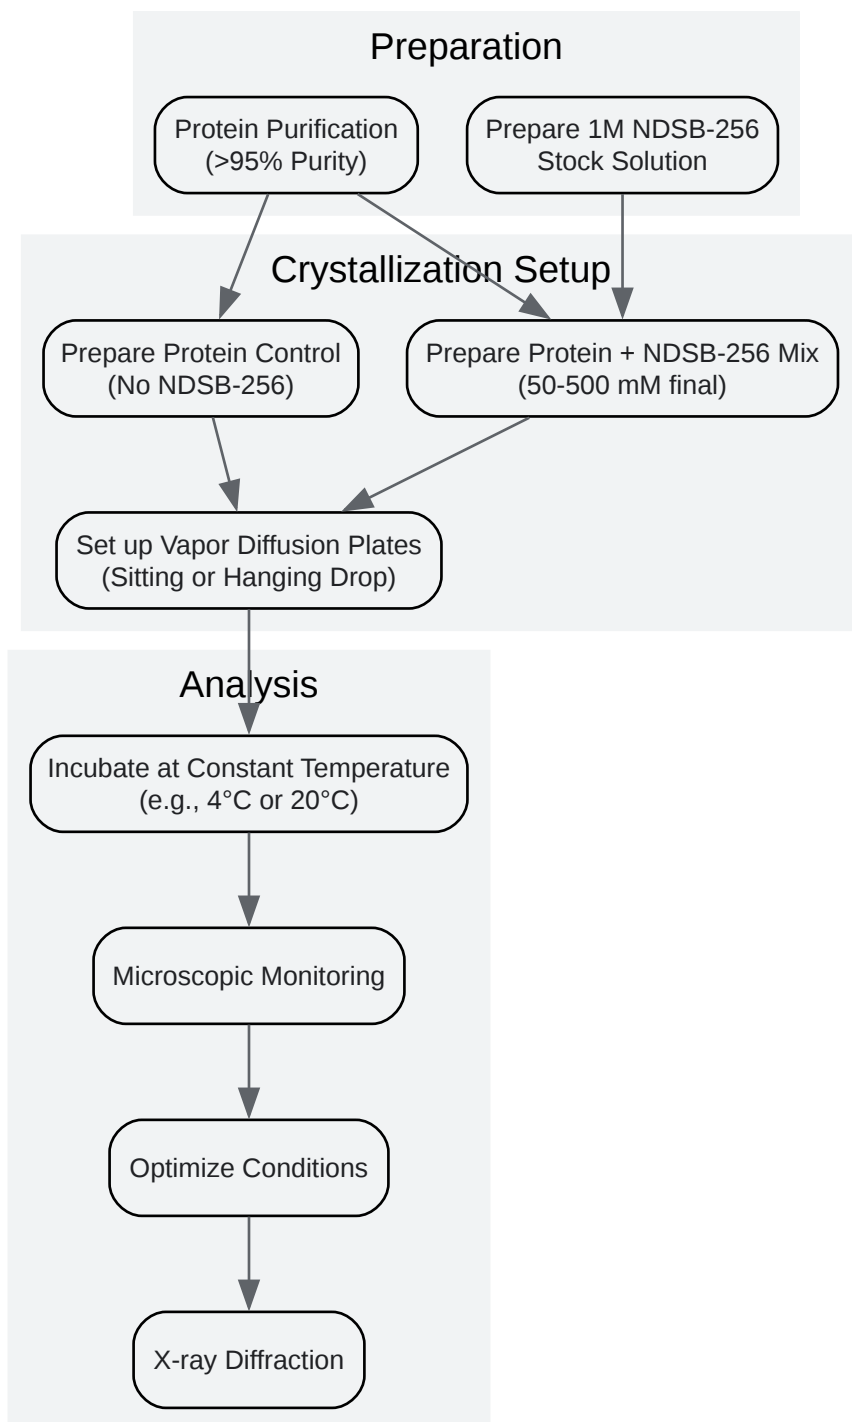 Preparation
Protein Purification
(>95% Purity)
Prepare 1M NDSB-256
Stock Solution
Crystallization Setup
Prepare Protein Control
(No NDSB-256)
Prepare Protein + NDSB-256 Mix
(50-500 mM final)
Set up Vapor Diffusion Plates
(Sitting or Hanging Drop)
Analysis
Incubate at Constant Temperature
(e.g., 4°C or 20°C)
Microscopic Monitoring
Optimize Conditions
X-ray Diffraction